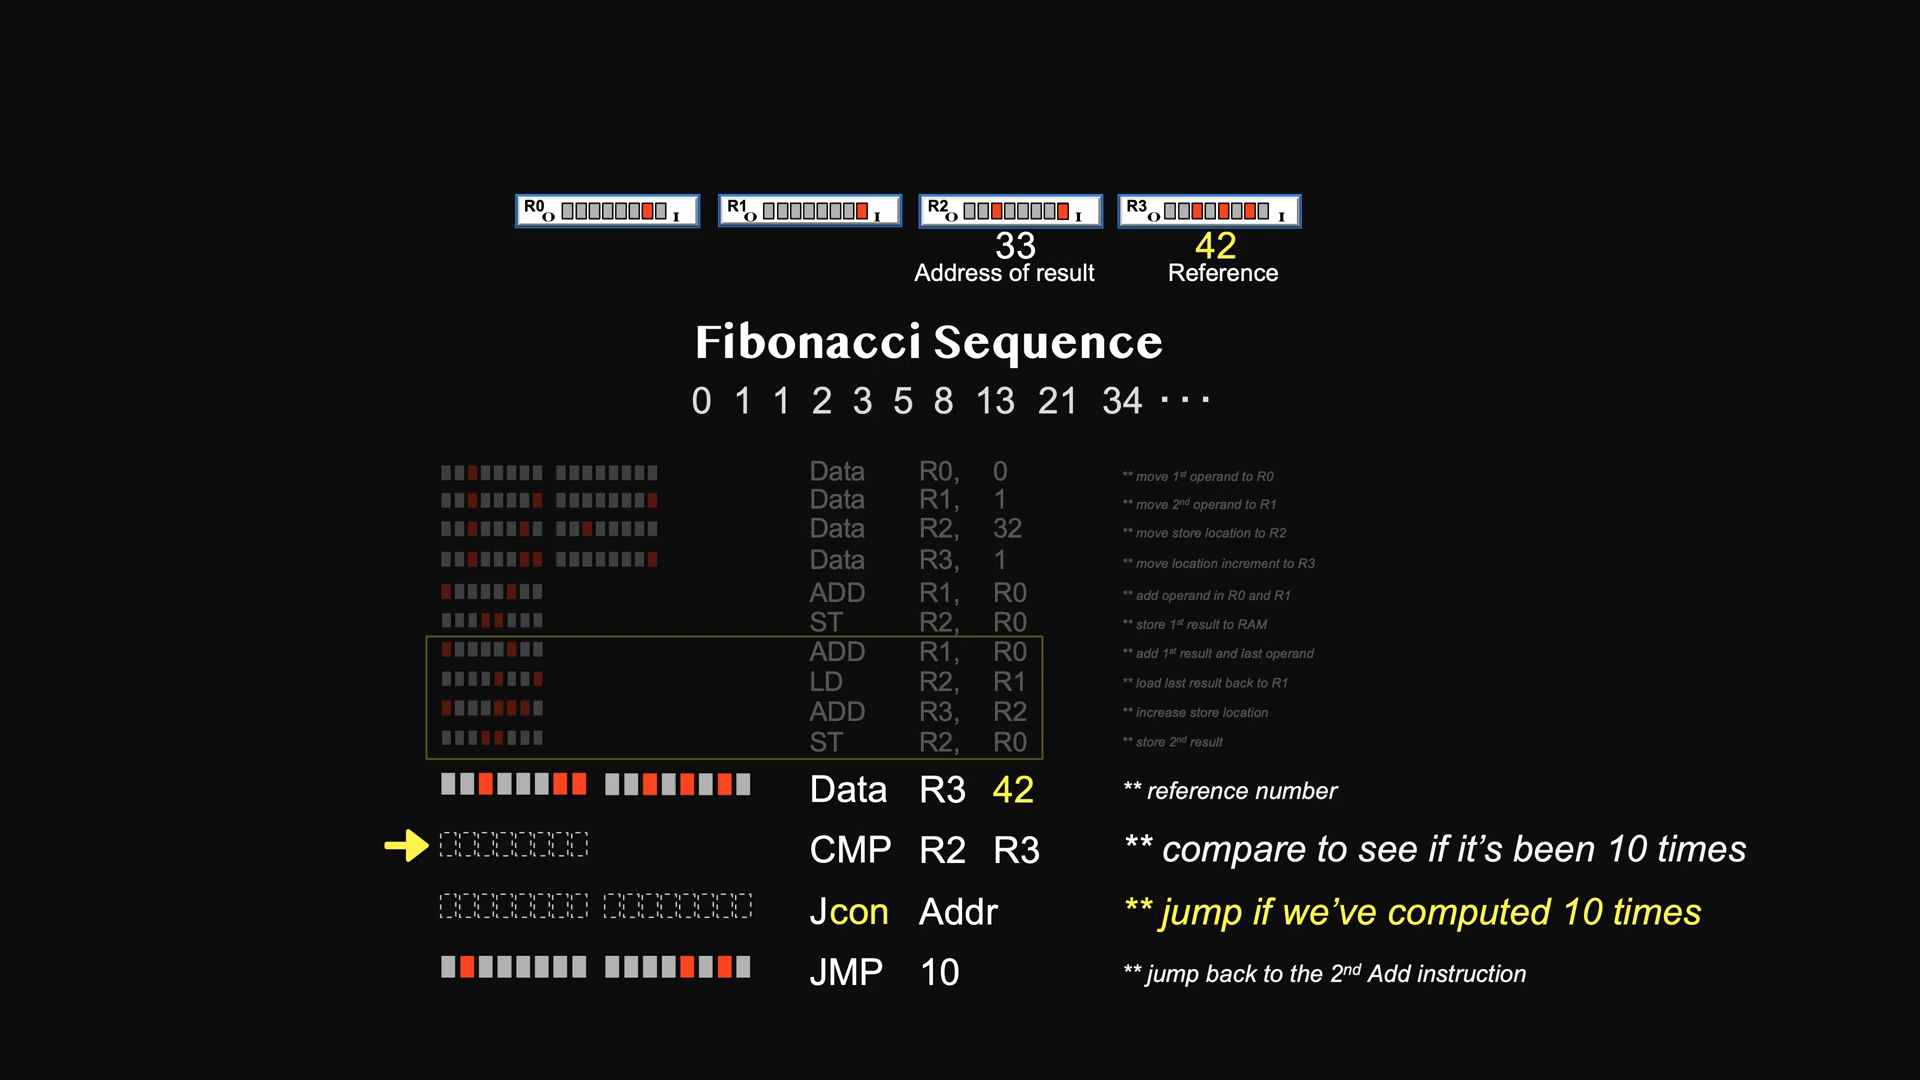 R0 O I R1 O I R2 O I R3 O I
33 42
Address of result Reference
Fibonacci Sequence
0 1 1 2 3 5 8 13 21 34 · · ·
Data R0, 0 ** move 1st operand to R0
Data R1, 1 ** move 2nd operand to R1
Data R2, 32 ** move store location to R2
Data R3, 1 ** move location increment to R3
ADD R1, R0 ** add operand in R0 and R1
ST R2, R0 ** store 1st result to RAM
ADD R1, R0 ** add 1st result and last operand
LD R2, R1 ** load last result back to R1
ADD R3, R2 ** increase store location
ST R2, R0 ** store 2nd result
Data R3 42 ** reference number
CMP R2 R3 ** compare to see if it’s been 10 times
Jcon Addr ** jump if we’ve computed 10 times
JMP 10 ** jump back to the 2nd Add instruction